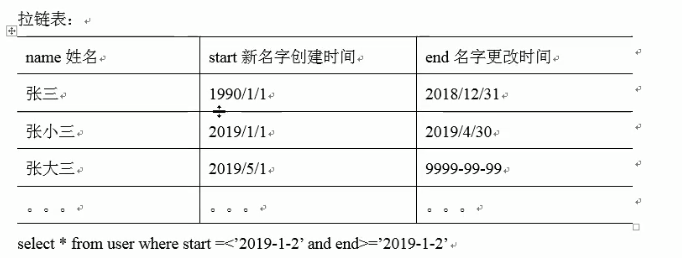 拉链表：
name 姓名 start 新名字创建时间 end 名字更改时间
张三 1990/1/1 2018/12/31
张小三 2019/1/1 2019/4/30
张大三 2019/5/1 9999-99-99
。。。 。。。 。。。
select * from user where start =<’2019-1-2’ and end>=’2019-1-2’